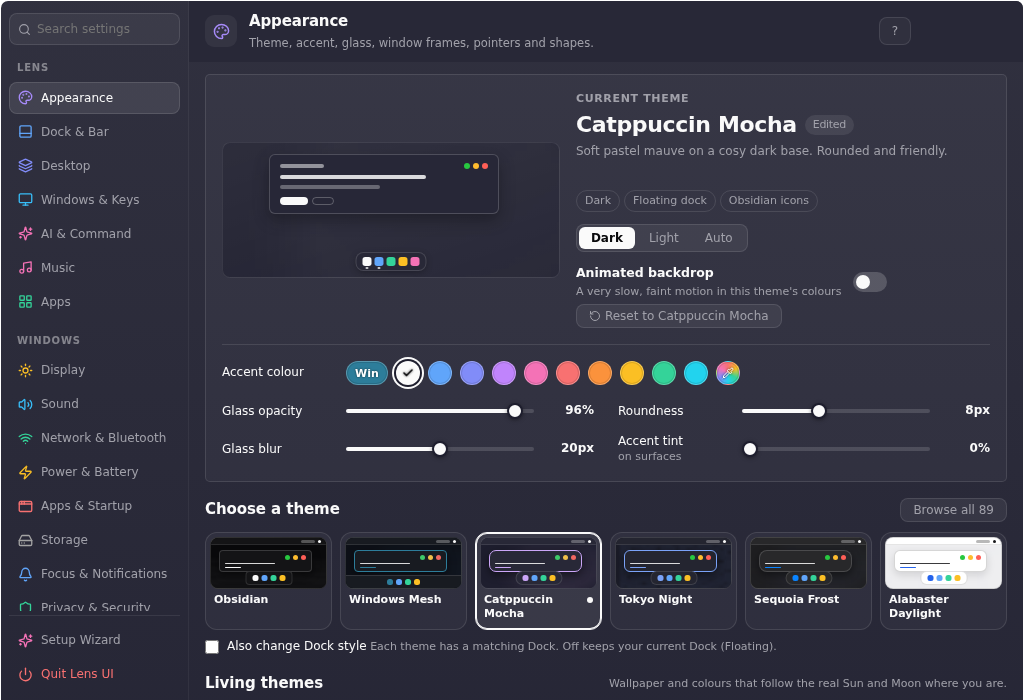 Search settings
LENS
Appearance
Dock & Bar
Desktop
Windows & Keys
AI & Command
Music
Apps
WINDOWS
Display
Sound
Network & Bluetooth
Power & Battery
Apps & Startup
Storage
Focus & Notifications
Privacy & Security
Setup Wizard
Quit Lens UI
Appearance
Theme, accent, glass, window frames, pointers and shapes.
?
CURRENT THEME
Catppuccin Mocha Edited
Soft pastel mauve on a cosy dark base. Rounded and friendly.
Dark Floating dock Obsidian icons
Dark Light Auto
Animated backdrop
A very slow, faint motion in this theme's colours
Reset to Catppuccin Mocha
Accent colour Win
Glass opacity 96% Roundness 8px
Glass blur 20px Accent tint 0%
on surfaces
Choose a theme Browse all 89
Obsidian
Windows Mesh
Catppuccin
Mocha
Tokyo Night
Sequoia Frost
Alabaster
Daylight
Also change Dock style Each theme has a matching Dock. Off keeps your current Dock (Floating).
Living themes Wallpaper and colours that follow the real Sun and Moon where you are.